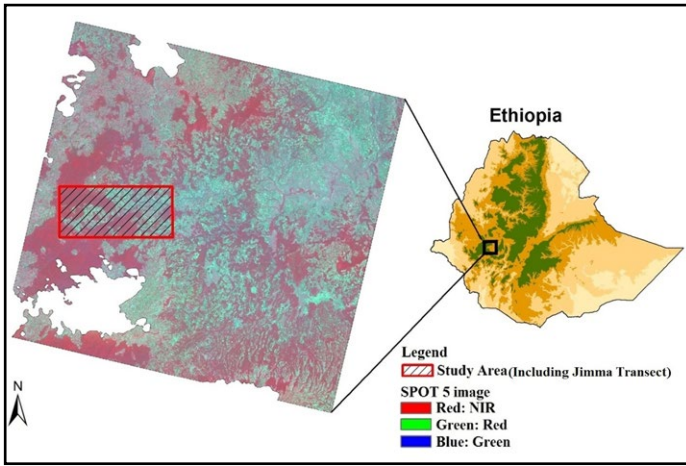 Ethiopia
Legend
Study Area(Including Jimma Transect)
SPOT 5 image
Red: NIR
Green: Red
Blue: Green
N